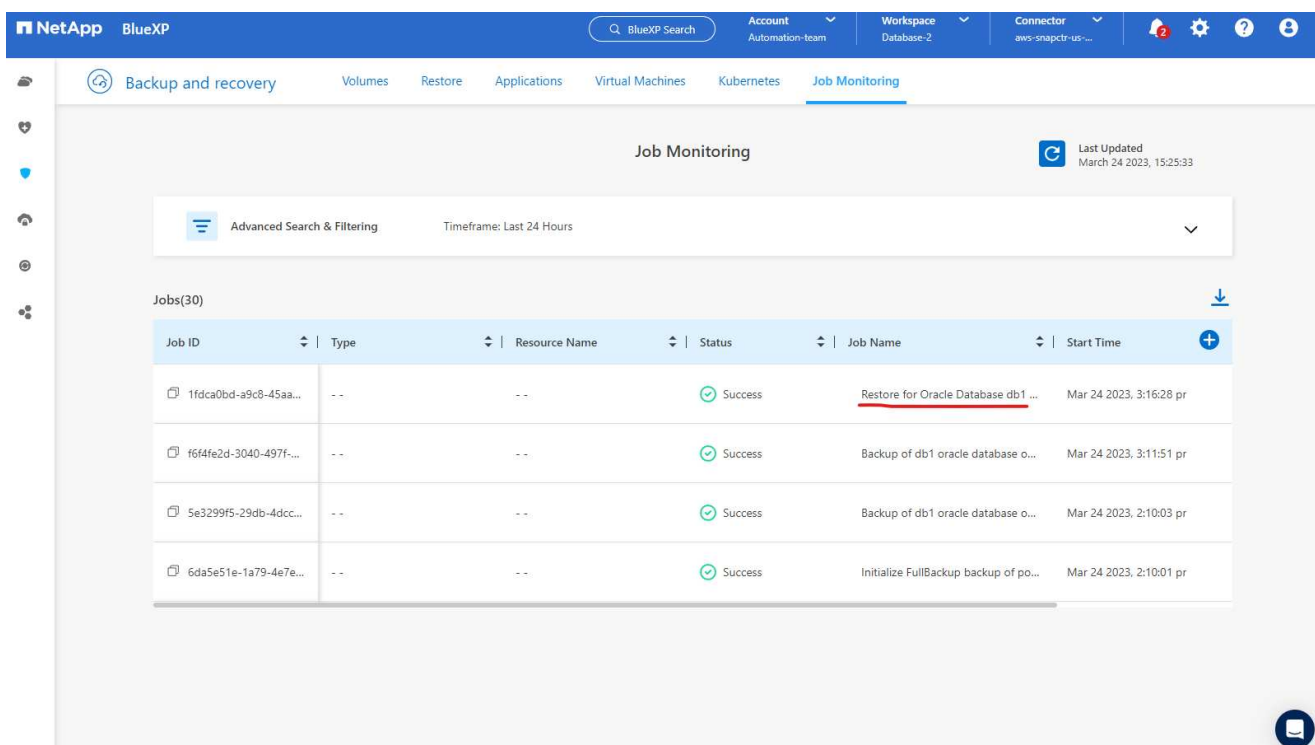 NetApp BlueXP BlueXP Search Account Workspace Connector
Automation-team Database-2 aws-snapctr-us-... 2
Backup and recovery Volumes Restore Applications Virtual Machines Kubernetes Job Monitoring
Job Monitoring
Last Updated
March 24 2023, 15:25:33
Advanced Search & Filtering Timeframe: Last 24 Hours
Jobs(30)
Job ID Type Resource Name Status Job Name Start Time
1fdca0bd-a9c8-45aa... - - - - Success Restore for Oracle Database db1 ... Mar 24 2023, 3:16:28 pr
f6f4fe2d-3040-497f-... - - - - Success Backup of db1 oracle database o... Mar 24 2023, 3:11:51 pr
5e3299f5-29db-4dcc... - - - - Success Backup of db1 oracle database o... Mar 24 2023, 2:10:03 pr
6da5e51e-1a79-4e7e... - - - - Success Initialize FullBackup backup of po... Mar 24 2023, 2:10:01 pr